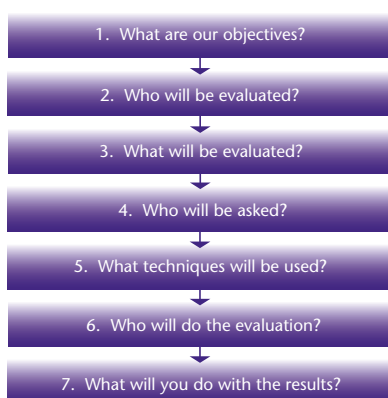 1. What are our objectives?
2. Who will be evaluated?
3. What will be evaluated?
4. Who will be asked?
5. What techniques will be used?
6. Who will do the evaluation?
7. What will you do with the results?